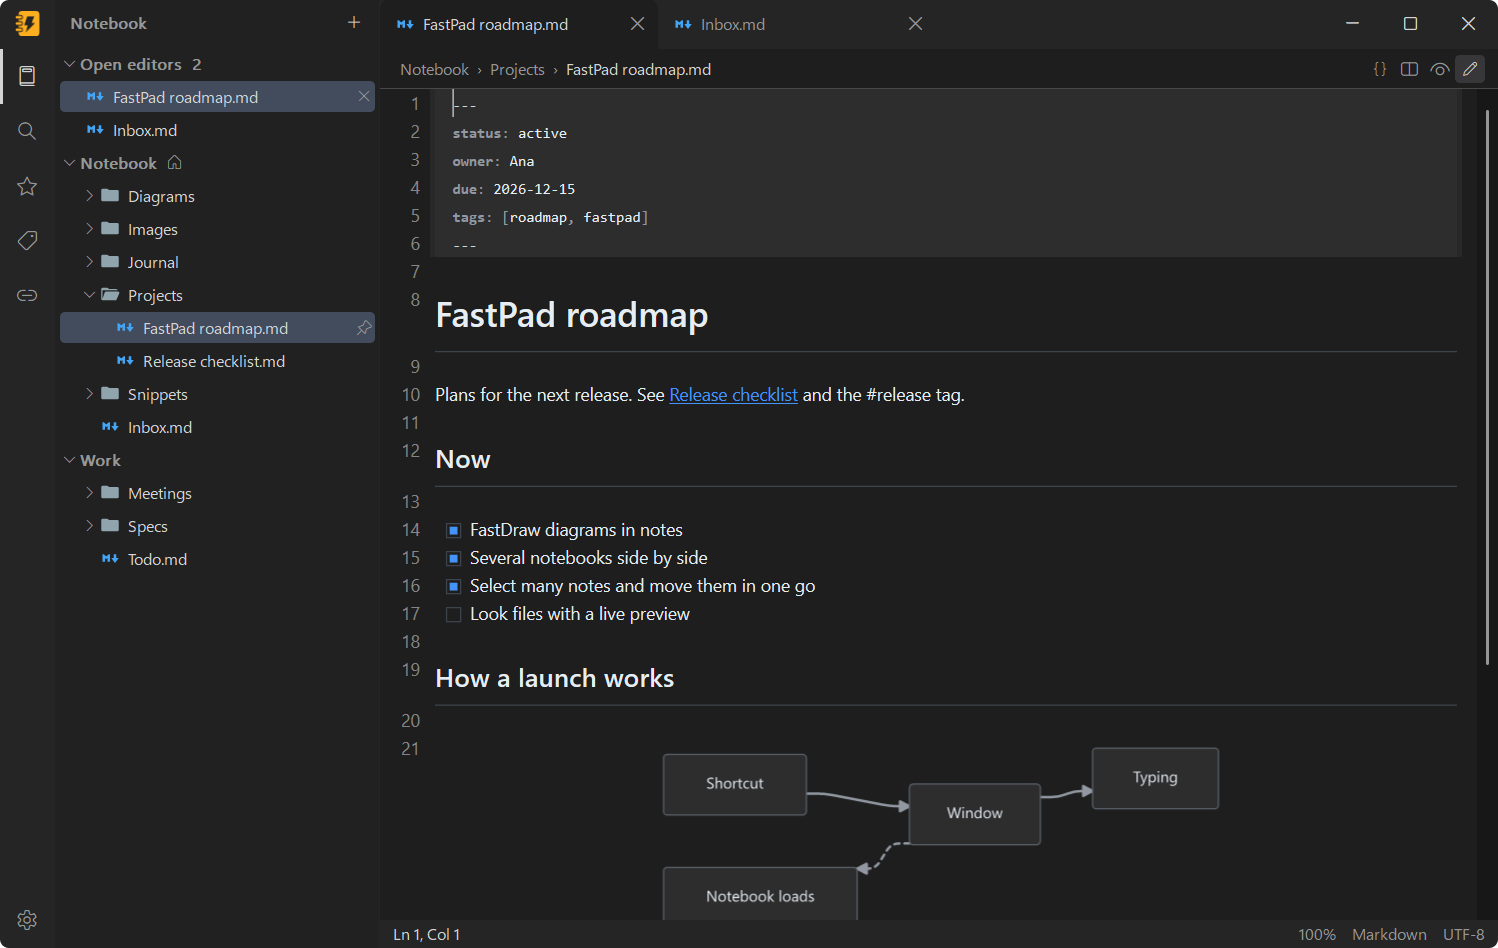 Notebook
FastPad roadmap.md
Inbox.md
Open editors 2
FastPad roadmap.md
Inbox.md
Notebook
Diagrams
Images
Journal
Projects
FastPad roadmap.md
Release checklist.md
Snippets
Inbox.md
Work
Meetings
Specs
Todo.md
Notebook › Projects › FastPad roadmap.md
{}
1 ---
2 status: active
3 owner: Ana
4 due: 2026-12-15
5 tags: [roadmap, fastpad]
6 ---
7
8 FastPad roadmap
9
10 Plans for the next release. See Release checklist and the #release tag.
11
12 Now
13
14 FastDraw diagrams in notes
15 Several notebooks side by side
16 Select many notes and move them in one go
17 Look files with a live preview
18
19 How a launch works
20
21
Shortcut
Window
Typing
Notebook loads
Ln 1, Col 1
100% Markdown UTF-8